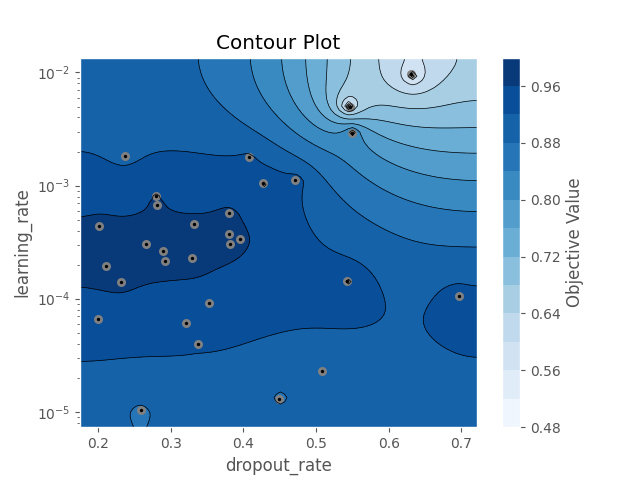 Contour Plot
10⁻²
10⁻³
10⁻⁴
10⁻⁵
learning_rate
0.2 0.3 0.4 0.5 0.6 0.7
dropout_rate
0.96
0.88
0.80
0.72
0.64
0.56
0.48
Objective Value